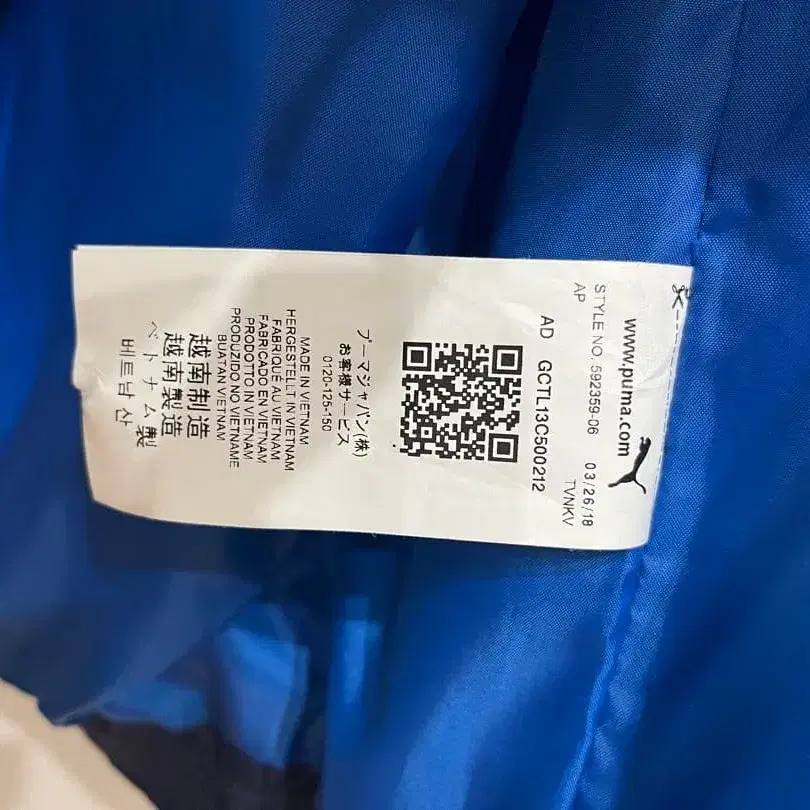 www.puma.com
STYLE NO. 592359-06 03/26/18
AP TVNKV
AD GCTL13C500212
プーマジャパン(株)
お客様サービス
0120-125-150
MADE IN VIETNAM
HERGESTELLT IN VIETNAM
FABRIQUÉ AU VIETNAM
FABRICADO EN VIETNAM
PRODOTTO IN VIETNAM
PRODUZIDO NO VIETNAME
BUATAN VIETNAM
越南制造
越南製造
ベトナム製
베트남 산